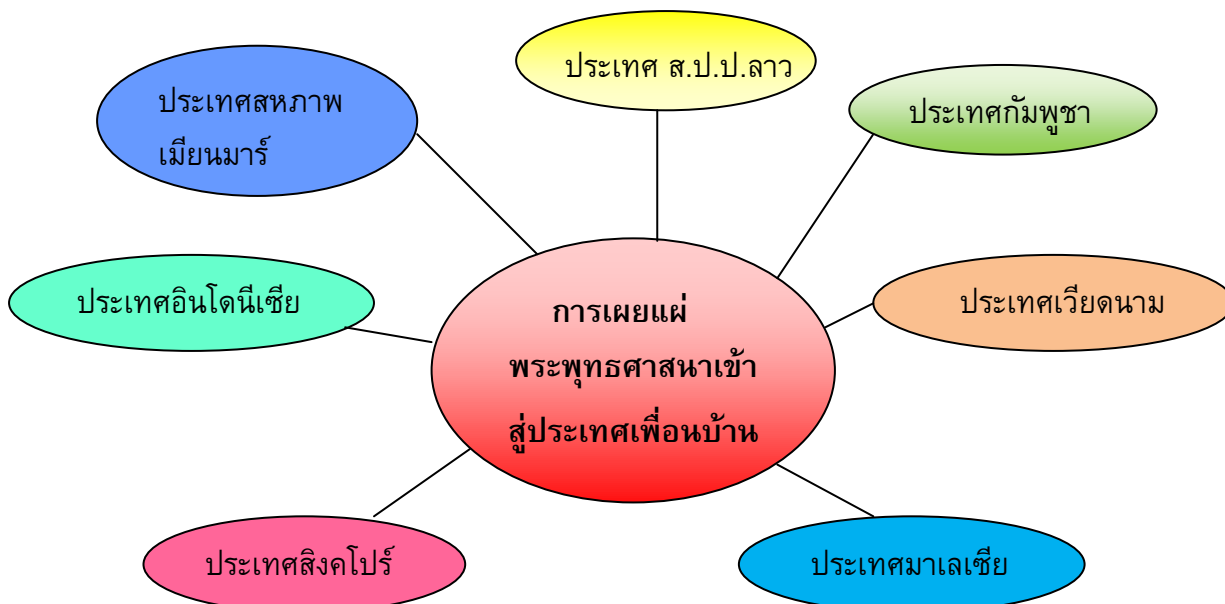 ประเทศ ส.ป.ป.ลาว
ประเทศสหภาพ
เมียนมาร์
ประเทศกัมพูชา
ประเทศอินโดนีเซีย
ประเทศเวียดนาม
การเผยแผ่
พระพุทธศาสนาเข้า
สู่ประเทศเพื่อนบ้าน
ประเทศสิงคโปร์
ประเทศมาเลเซีย